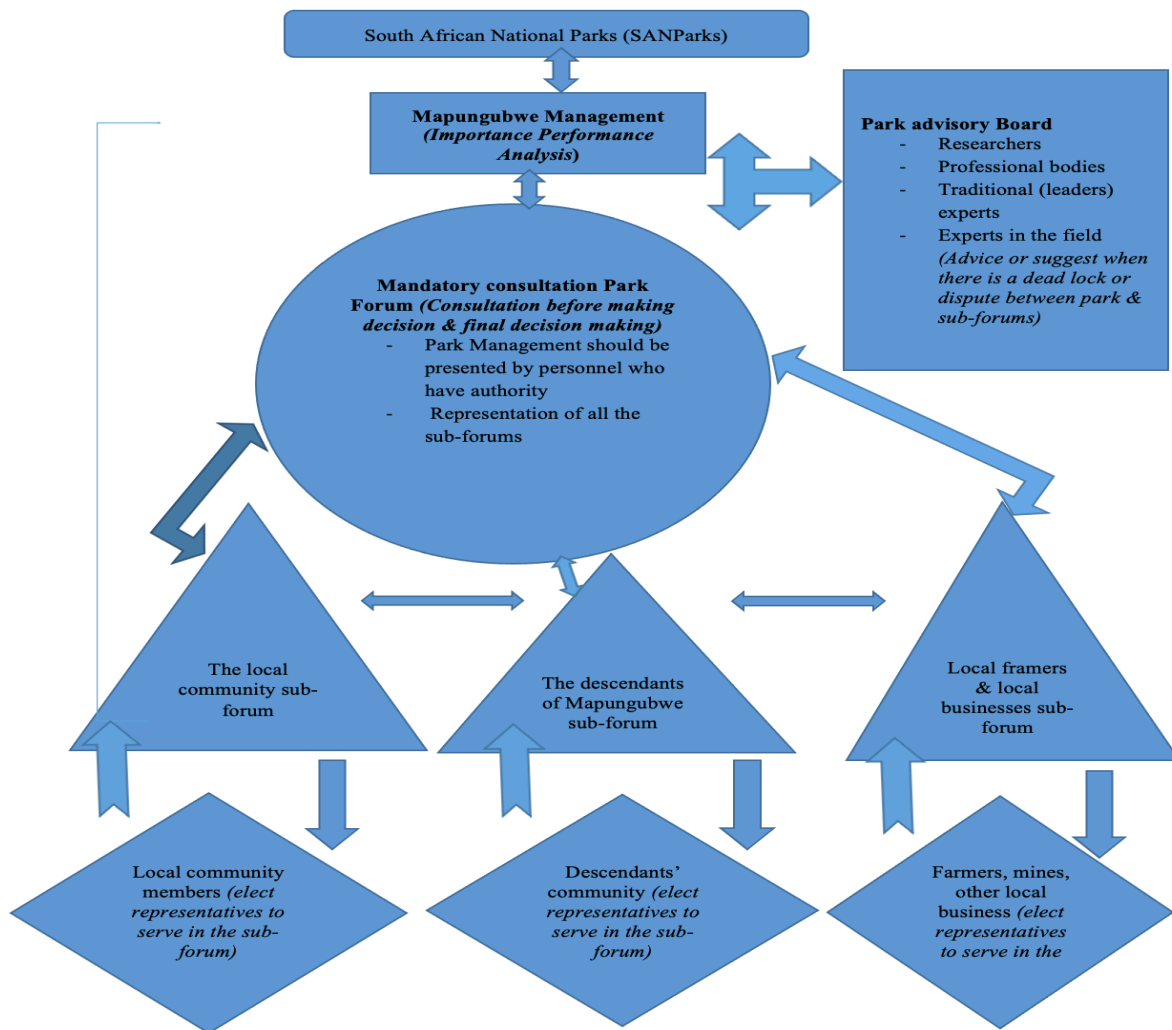 South African National Parks (SANParks)
Mapungubwe Management
(Importance Performance
Analysis)
Park advisory Board
- Researchers
- Professional bodies
- Traditional (leaders)
experts
- Experts in the field
(Advice or suggest when
there is a dead lock or
dispute between park &
sub-forums)
Mandatory consultation Park
Forum (Consultation before making
decision & final decision making)
- Park Management should be
presented by personnel who
have authority
- Representation of all the
sub-forums
The local
community sub-
forum
The descendants
of Mapungubwe
sub-forum
Local framers
& local
businesses sub-
forum
Local community
members (elect
representatives to
serve in the sub-
forum)
Descendants'
community (elect
representatives to
serve in the sub-
forum)
Farmers, mines,
other local
business (elect
representatives
to serve in the